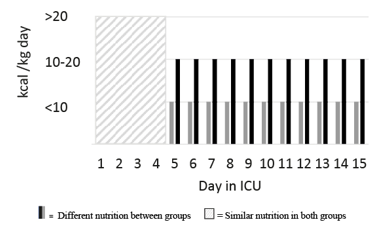 >20
10-20
<10
kcal /kg day
1 2 3 4 5 6 7 8 9 10 11 12 13 14 15
Day in ICU
= Different nutrition between groups = Similar nutrition in both groups